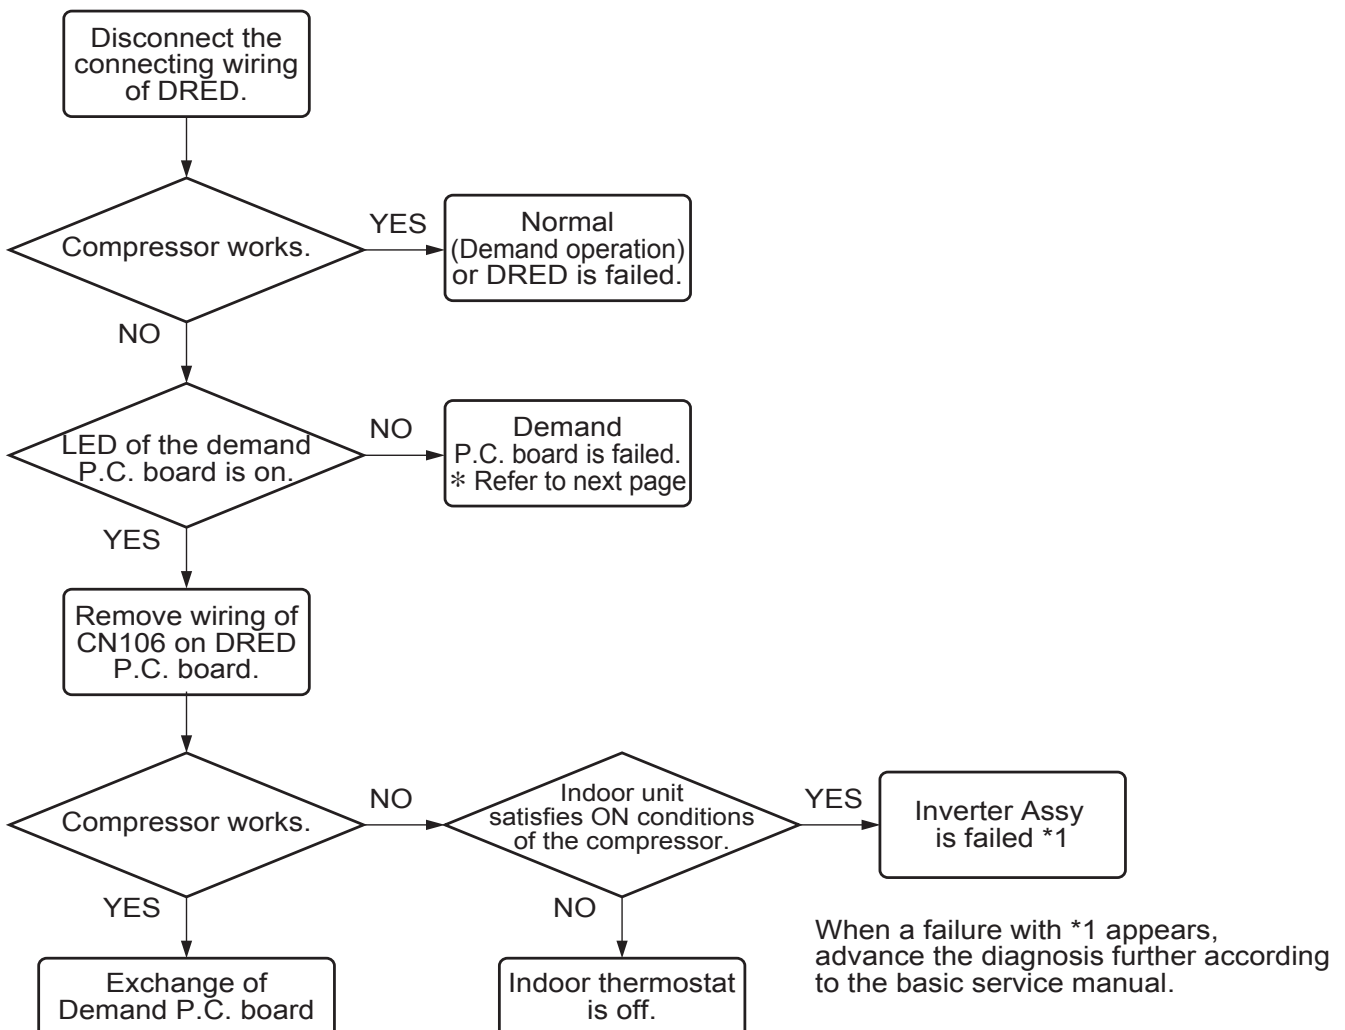 Disconnect the
connecting wiring
of DRED.
Compressor works.
YES
Normal
(Demand operation)
or DRED is failed.
NO
LED of the demand
P.C. board is on.
NO
Demand
P.C. board is failed.
* Refer to next page
YES
Remove wiring of
CN106 on DRED
P.C. board.
Compressor works.
NO
Indoor unit
satisfies ON conditions
of the compressor.
YES
Inverter Assy
is failed *1
YES
Exchange of
Demand P.C. board
NO
Indoor thermostat
is off.
When a failure with *1 appears,
advance the diagnosis further according
to the basic service manual.